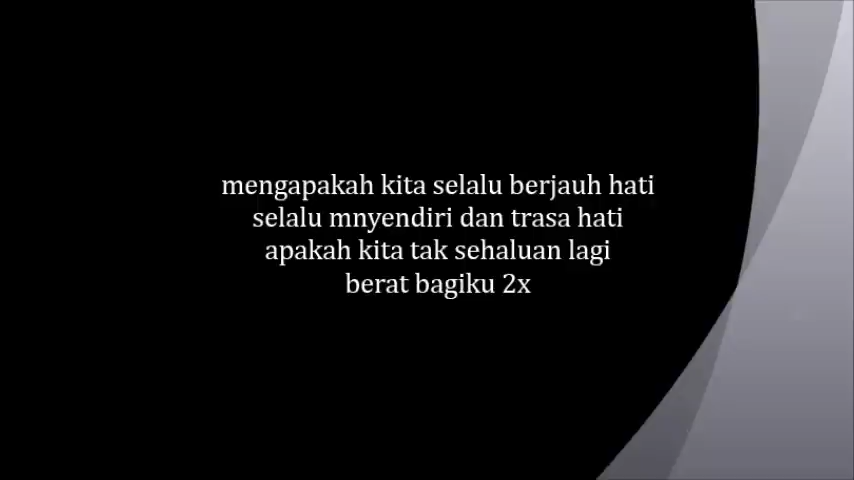 mengapakah kita selalu berjauh hati
selalu mnyendiri dan trasa hati
apakah kita tak sehaluan lagi
berat bagiku 2x